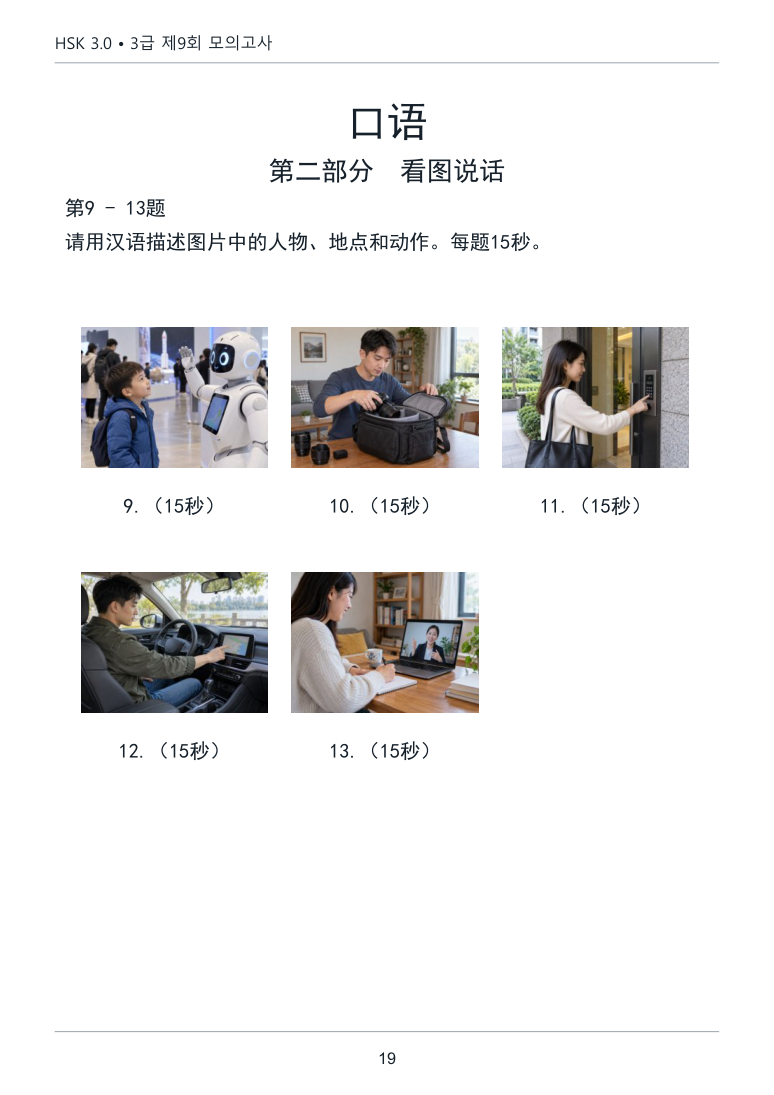 HSK 3.0 • 3급 제9회 모의고사
口语
第二部分　看图说话
第9 - 13题
请用汉语描述图片中的人物、地点和动作。每题15秒。
9.（15秒）
10.（15秒）
11.（15秒）
12.（15秒）
13.（15秒）
19